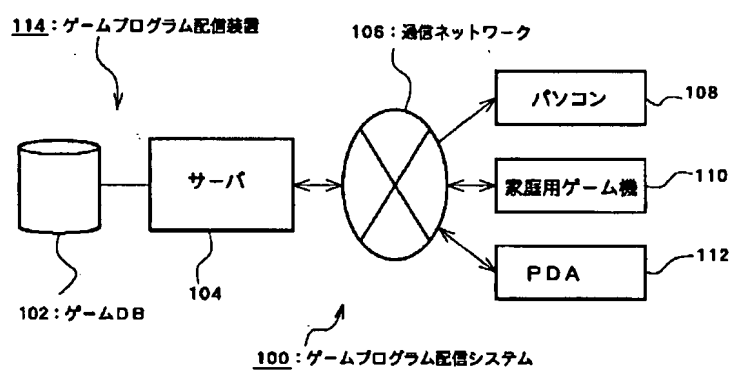 114：ゲームプログラム配信装置
106：通信ネットワーク
パソコン
108
サーバ
家庭用ゲーム機
110
PDA
112
104
102：ゲームDB
100：ゲームプログラム配信システム